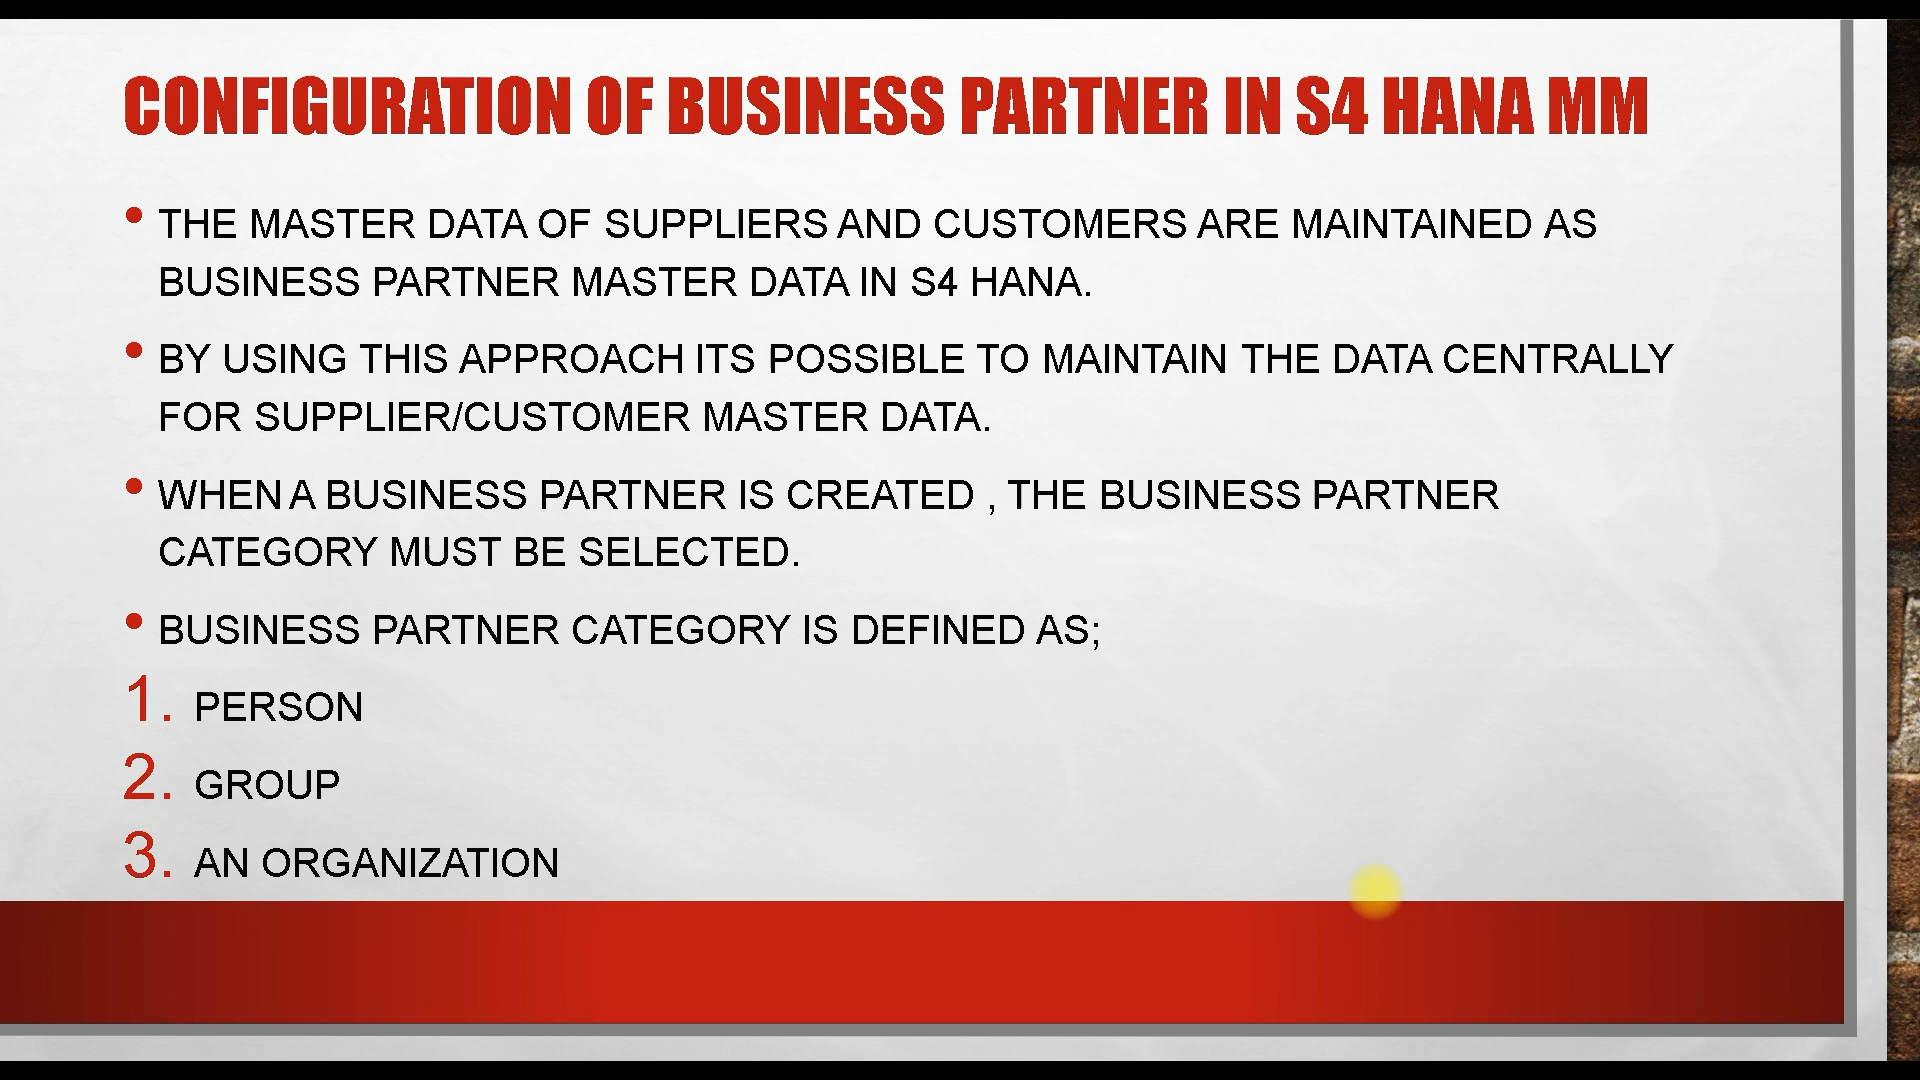 CONFIGURATION OF BUSINESS PARTNER IN S4 HANA MM
• THE MASTER DATA OF SUPPLIERS AND CUSTOMERS ARE MAINTAINED AS
BUSINESS PARTNER MASTER DATA IN S4 HANA.
• BY USING THIS APPROACH ITS POSSIBLE TO MAINTAIN THE DATA CENTRALLY
FOR SUPPLIER/CUSTOMER MASTER DATA.
• WHEN A BUSINESS PARTNER IS CREATED , THE BUSINESS PARTNER
CATEGORY MUST BE SELECTED.
• BUSINESS PARTNER CATEGORY IS DEFINED AS;
1. PERSON
2. GROUP
3. AN ORGANIZATION